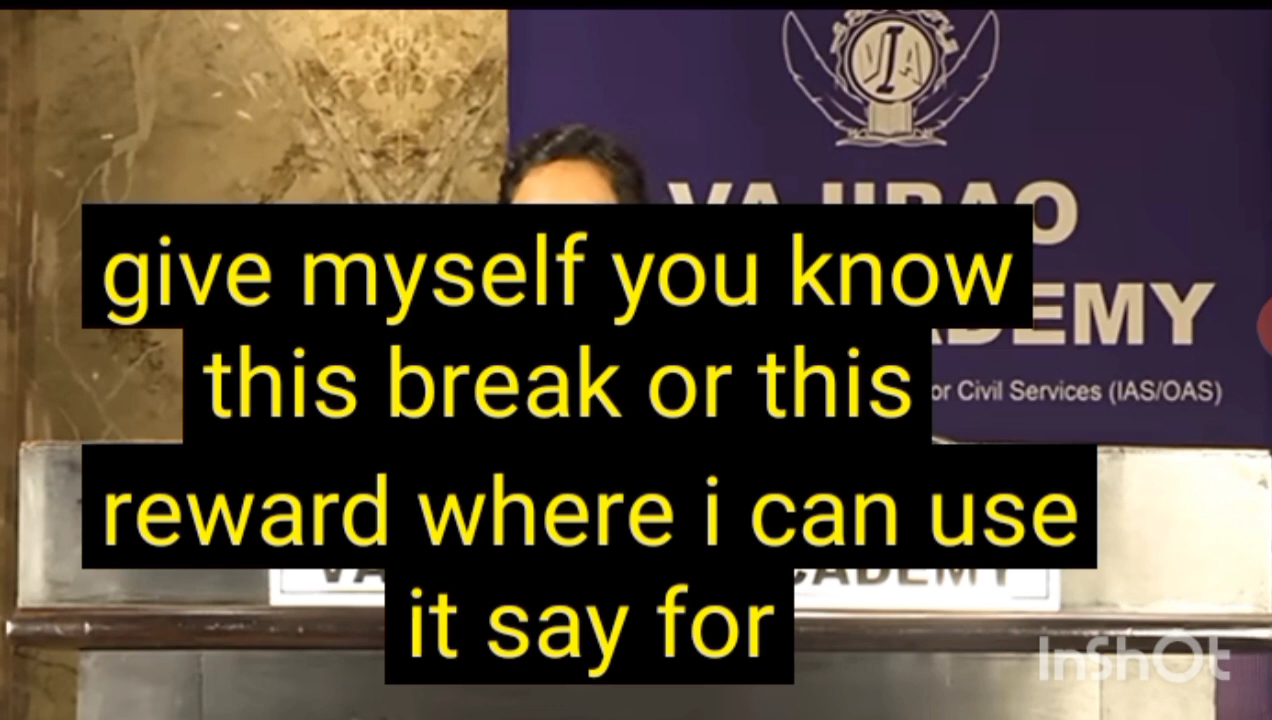 VIA
give myself you know
this break or this
reward where i can use
it say for
or Civil Services (IAS/OAS)
InShOt